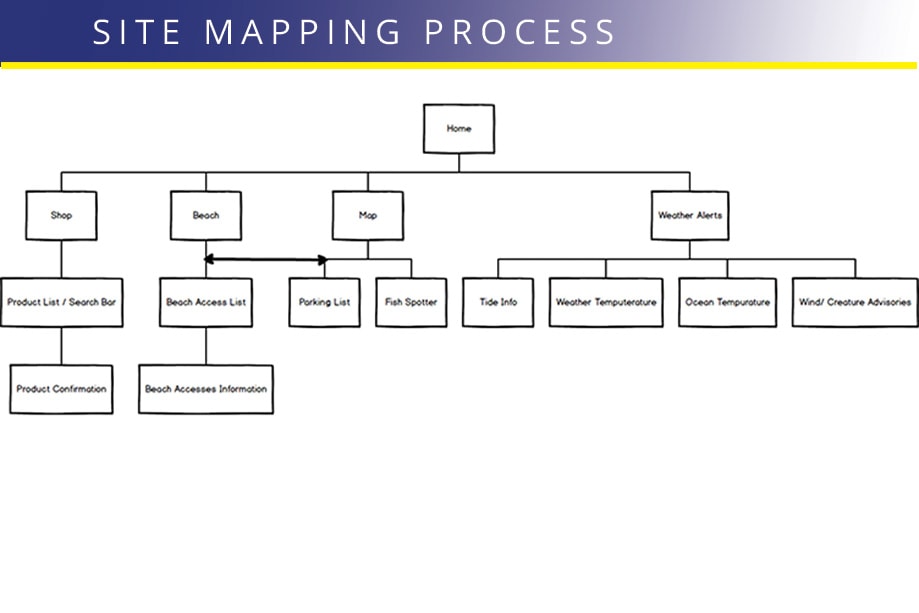 SITE MAPPING PROCESS
Home
Shop
Beach
Map
Weather Alerts
Product List / Search Bar
Beach Access List
Parking List
Fish Spotter
Tide Info
Weather Temputerature
Ocean Tempurature
Wind/ Creature Advisories
Product Confirmation
Beach Accesses Information